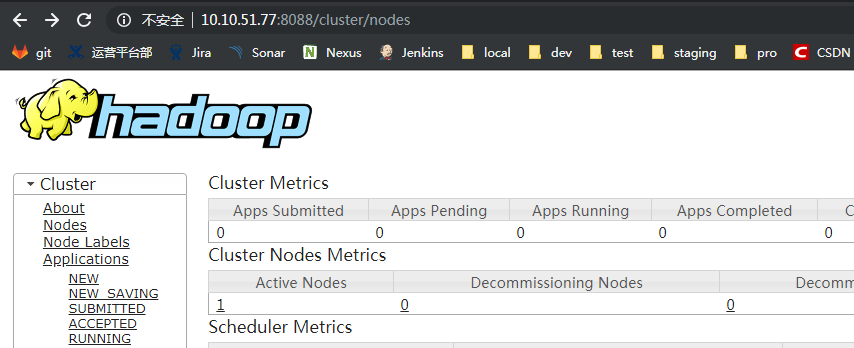 不安全 | 10.10.51.77:8088/cluster/nodes
git 运营平台部 Jira Sonar Nexus Jenkins local dev test staging pro CSDN
hadoop
Cluster
About
Nodes
Node Labels
Applications
NEW
NEW_SAVING
SUBMITTED
ACCEPTED
RUNNING
Cluster Metrics
Apps Submitted Apps Pending Apps Running Apps Completed C
0 0 0 0 0
Cluster Nodes Metrics
Active Nodes Decommissioning Nodes Decomm
1 0 0
Scheduler Metrics